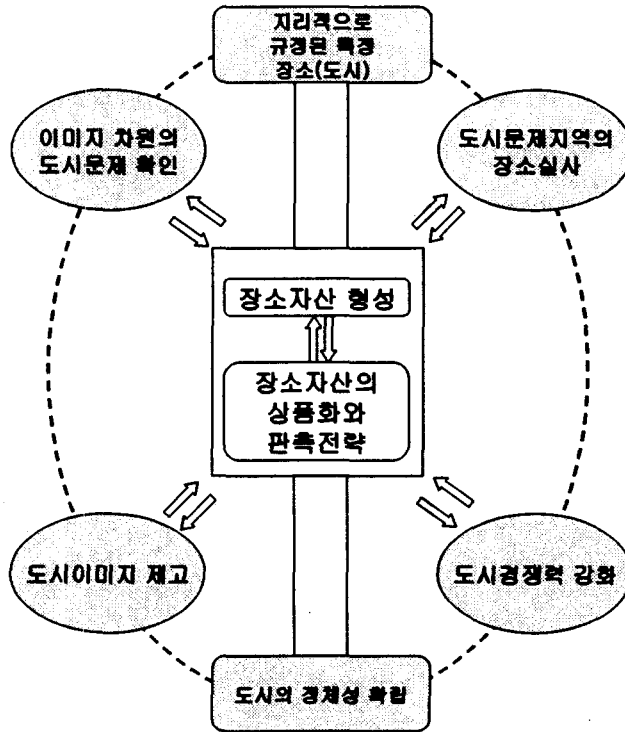 지리적으로
규정된 특정
장소(도시)
이미지 차원의
도시문제 확인
도시문제지역의
장소실사
장소자산 형성
장소자산의
상품화와
판촉전략
도시이미지 제고
도시경쟁력 강화
도시의 정체성 확립